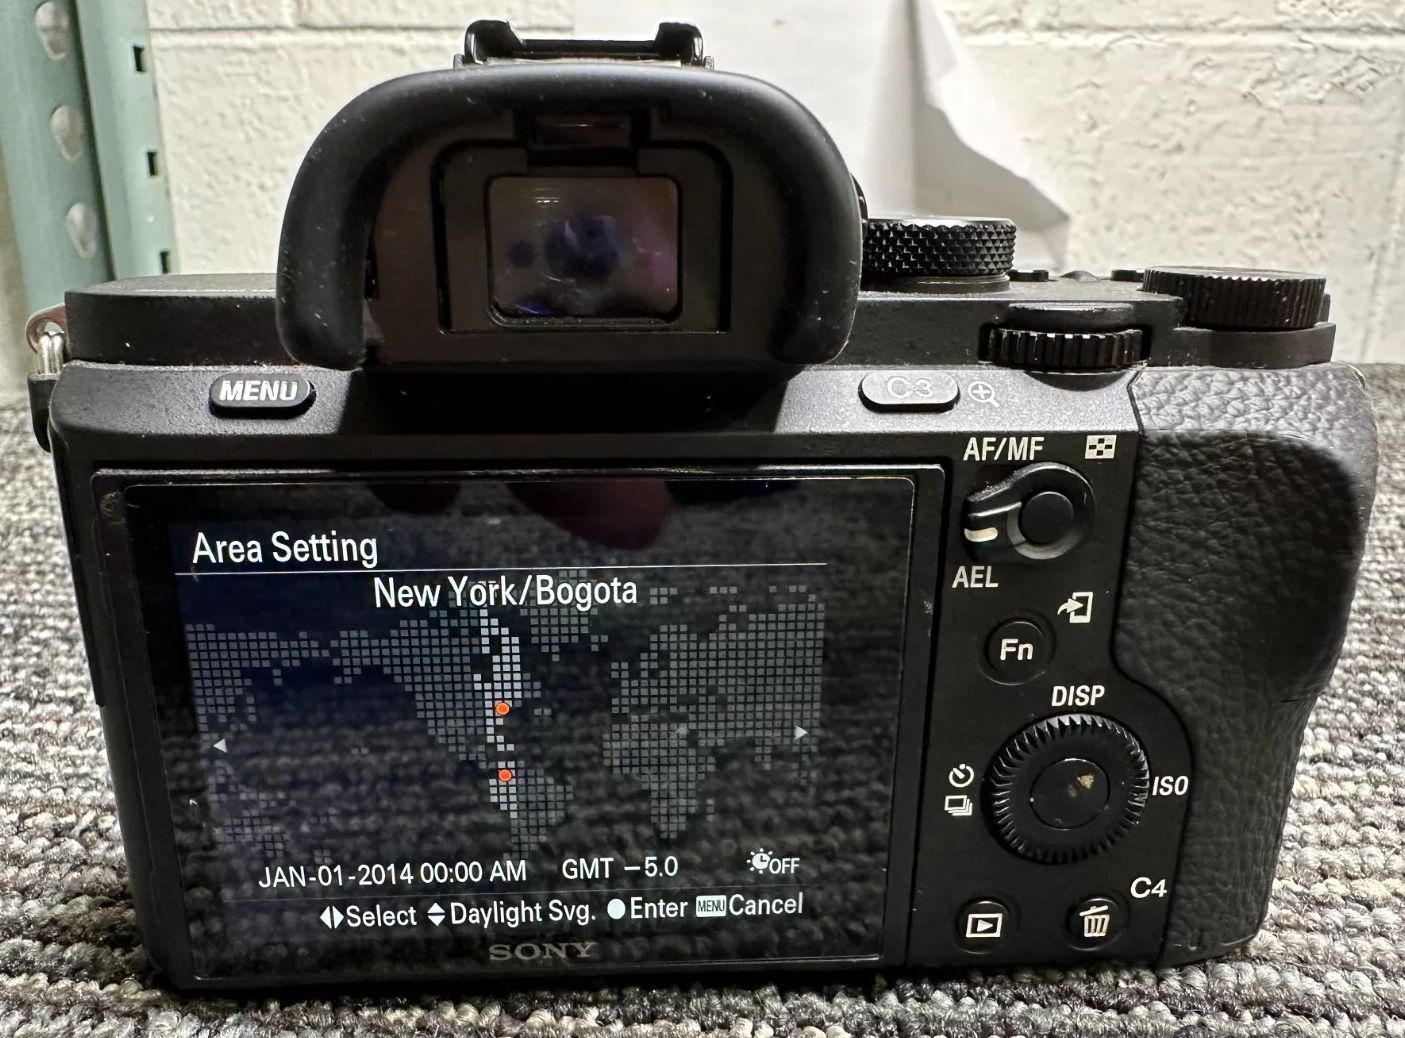 MENU
C3
AF/MF
AEL
Fn
DISP
ISO
C4
Area Setting
New York/Bogota
JAN-01-2014 00:00 AM GMT −5.0 OFF
Select Daylight Svg. Enter MENU Cancel
SONY